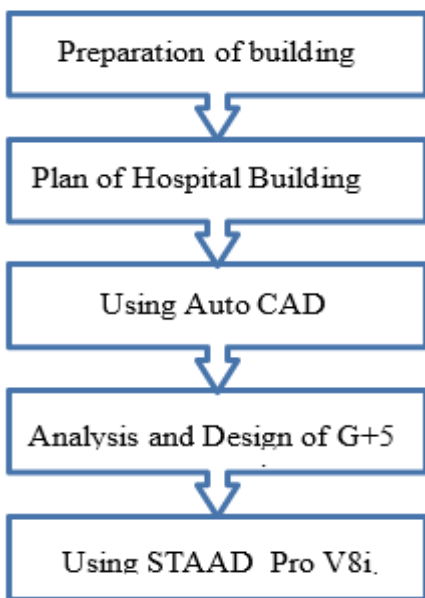 Preparation of building
Plan of Hospital Building
Using Auto CAD
Analysis and Design of G+5
Using STAAD Pro V8i.